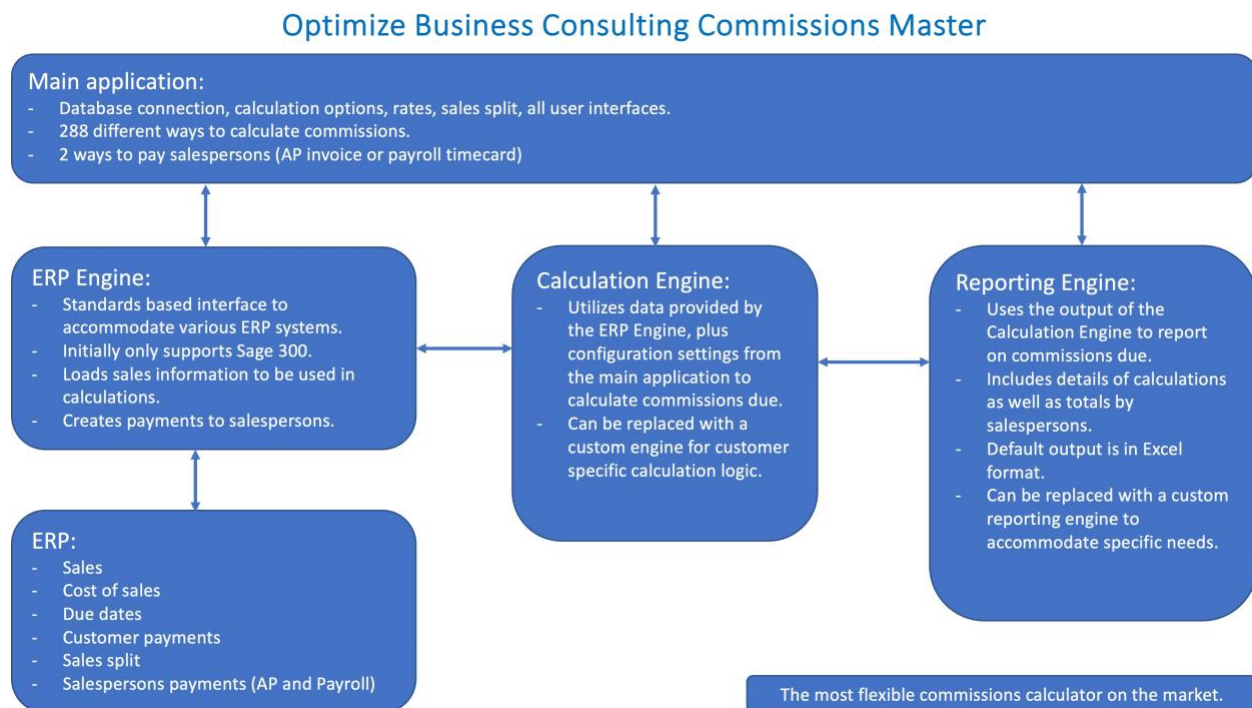 Optimize Business Consulting Commissions Master
Main application:
- Database connection, calculation options, rates, sales split, all user interfaces.
- 288 different ways to calculate commissions.
- 2 ways to pay salespersons (AP invoice or payroll timecard)
ERP Engine:
- Standards based interface to
accommodate various ERP systems.
- Initially only supports Sage 300.
- Loads sales information to be used in
calculations.
- Creates payments to salespersons.
Calculation Engine:
- Utilizes data provided by
the ERP Engine, plus
configuration settings from
the main application to
calculate commissions due.
- Can be replaced with a
custom engine for customer
specific calculation logic.
Reporting Engine:
- Uses the output of the
Calculation Engine to report
on commissions due.
- Includes details of calculations
as well as totals by
salespersons.
- Default output is in Excel
format.
- Can be replaced with a custom
reporting engine to
accommodate specific needs.
ERP:
- Sales
- Cost of sales
- Due dates
- Customer payments
- Sales split
- Salespersons payments (AP and Payroll)
The most flexible commissions calculator on the market.